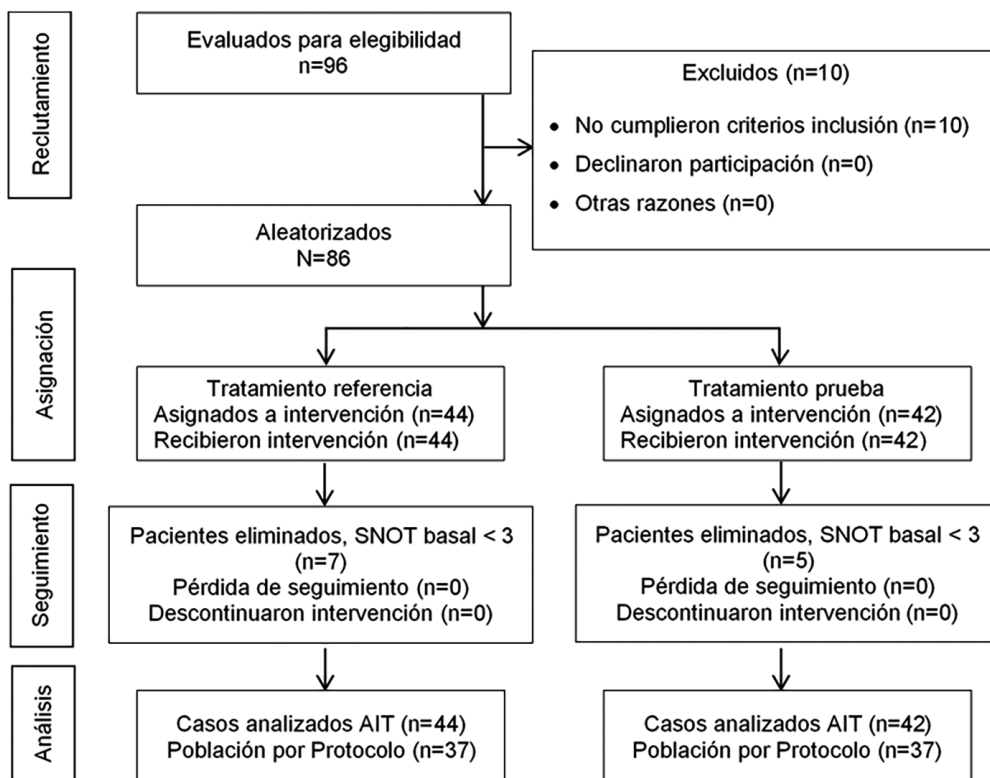 Reclutamiento
Evaluados para elegibilidad
n=96
Excluidos (n=10)
• No cumplieron criterios inclusión (n=10)
• Declinaron participación (n=0)
• Otras razones (n=0)
Aleatorizados
N=86
Asignación
Tratamiento referencia
Asignados a intervención (n=44)
Recibieron intervención (n=44)
Tratamiento prueba
Asignados a intervención (n=42)
Recibieron intervención (n=42)
Seguimiento
Pacientes eliminados, SNOT basal < 3
(n=7)
Pérdida de seguimiento (n=0)
Descontinuaron intervención (n=0)
Pacientes eliminados, SNOT basal < 3
(n=5)
Pérdida de seguimiento (n=0)
Descontinuaron intervención (n=0)
Análisis
Casos analizados AIT (n=44)
Población por Protocolo (n=37)
Casos analizados AIT (n=42)
Población por Protocolo (n=37)